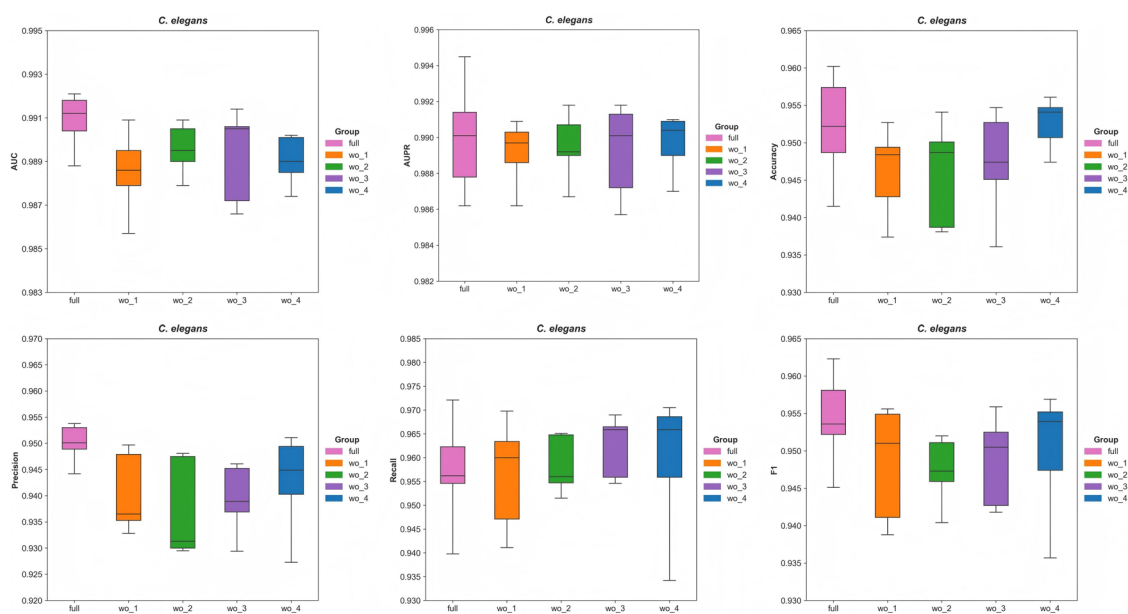 C. elegans
0.995
0.993
0.991
0.989
0.987
0.985
0.983
AUC
full
wo_1
wo_2
wo_3
wo_4
Group
full
wo_1
wo_2
wo_3
wo_4
C. elegans
0.996
0.994
0.992
0.990
0.988
0.986
0.984
0.982
AUPR
full
wo_1
wo_2
wo_3
wo_4
Group
full
wo_1
wo_2
wo_3
wo_4
C. elegans
0.965
0.960
0.955
0.950
0.945
0.940
0.935
0.930
Accuracy
full
wo_1
wo_2
wo_3
wo_4
Group
full
wo_1
wo_2
wo_3
wo_4
C. elegans
0.970
0.965
0.960
0.955
0.950
0.945
0.940
0.935
0.930
0.925
0.920
Precision
full
wo_1
wo_2
wo_3
wo_4
Group
full
wo_1
wo_2
wo_3
wo_4
C. elegans
0.985
0.980
0.975
0.970
0.965
0.960
0.955
0.950
0.945
0.940
0.935
0.930
Recall
full
wo_1
wo_2
wo_3
wo_4
Group
full
wo_1
wo_2
wo_3
wo_4
C. elegans
0.965
0.960
0.955
0.950
0.945
0.940
0.935
0.930
F1
full
wo_1
wo_2
wo_3
wo_4
Group
full
wo_1
wo_2
wo_3
wo_4